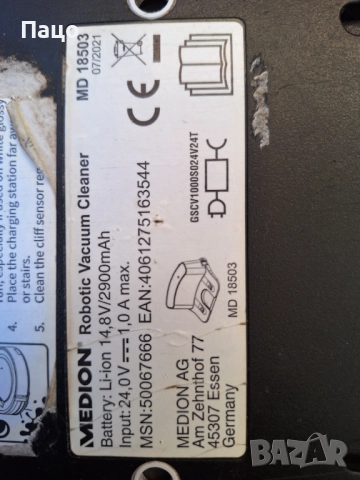 Пацо
MEDION® Robotic Vacuum Cleaner MD 18503
Battery: Li-ion 14,8V/2900mAh 07/2021
Input: 24,0V 1,0 A max.
MSN:50067666 EAN:4061275163544
CE
GSCV1000S024V24T
MEDION AG
Am Zehnthof 77
45307 Essen
Germany
MD 18503
Place the charging station far
or stairs.
5. Clean the cliff sensor
4.
BAZAR